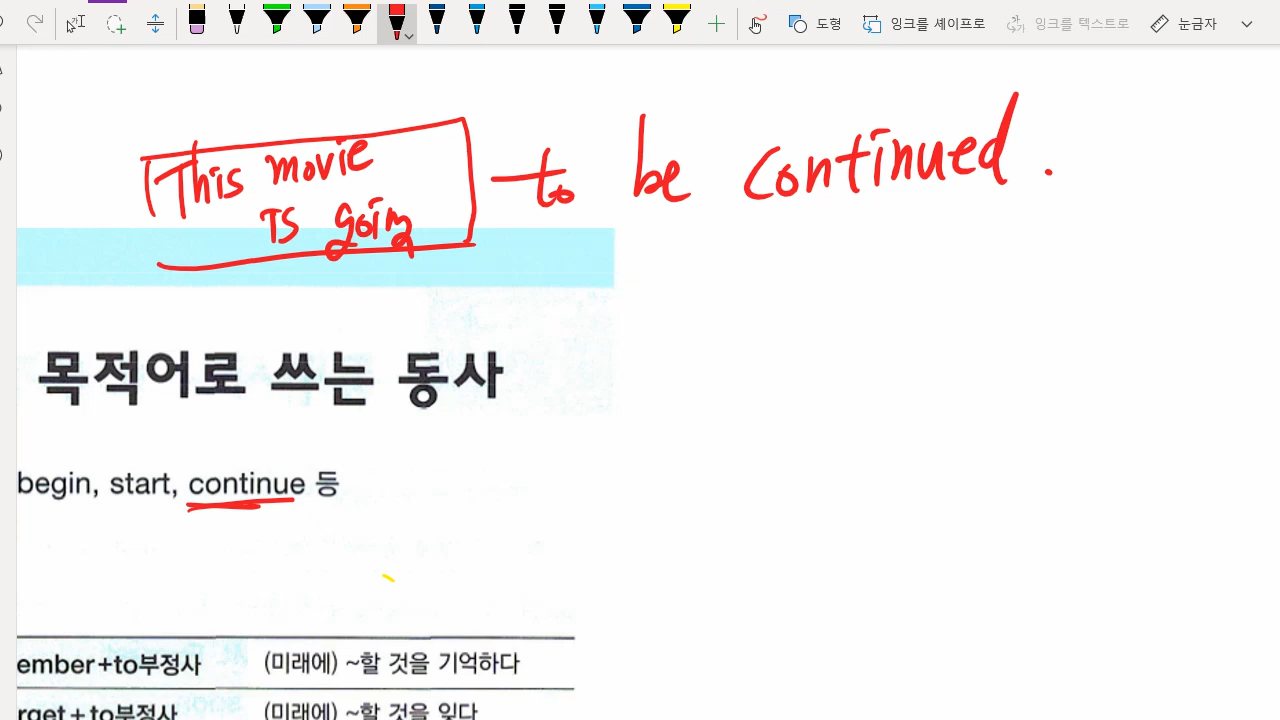 도형 잉크를 셰이프로 잉크를 텍스트로 눈금자
This movie to be continued.
is going
목적어로 쓰는 동사
begin, start, continue 등
ember+to부정사 (미래에) ~할 것을 기억하다
rget+to부정사 (미래에) ~할 것을 잊다